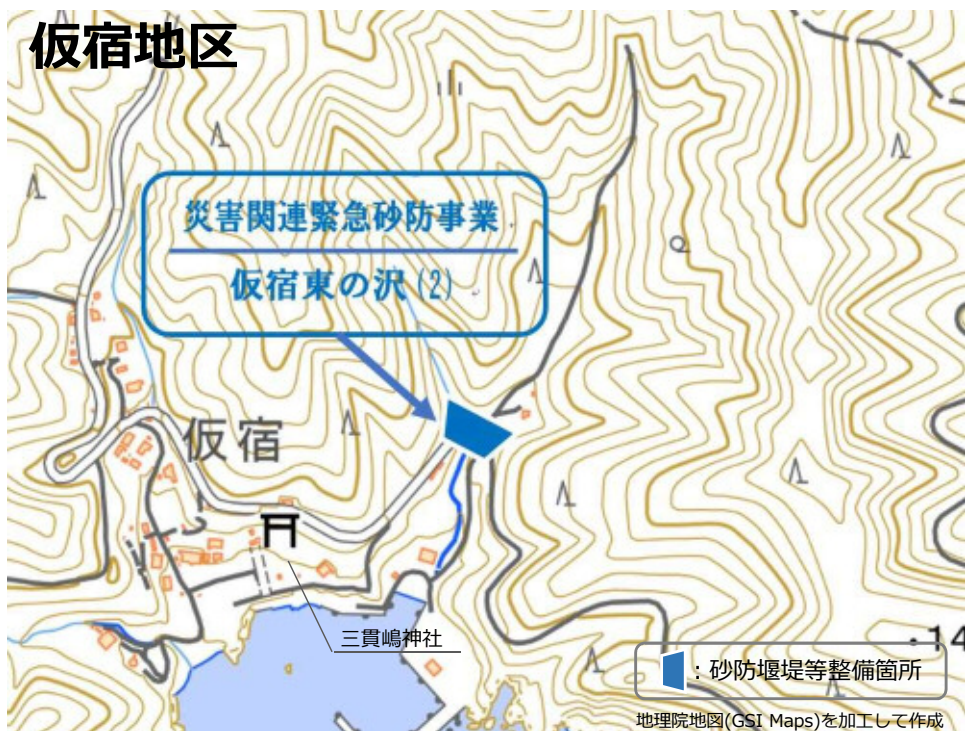 仮宿地区
災害関連緊急砂防事業
仮宿東の沢(2)
仮宿
三貫嶋神社
・14
：砂防堰堤等整備箇所
地理院地図(GSI Maps)を加工して作成